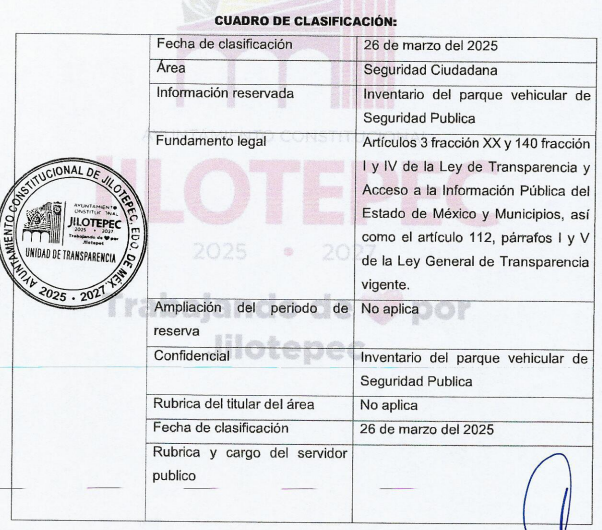 CUADRO DE CLASIFICACIÓN:
Fecha de clasificación
26 de marzo del 2025
Área
Seguridad Ciudadana
Información reservada
Inventario del parque vehicular de
Seguridad Publica
Fundamento legal
Artículos 3 fracción XX y 140 fracción
I y IV de la Ley de Transparencia y
Acceso a la Información Pública del
Estado de México y Municipios, así
como el artículo 112, párrafos I y V
de la Ley General de Transparencia
vigente.
Ampliación del periodo de
reserva
No aplica
Confidencial
Inventario del parque vehicular de
Seguridad Publica
Rubrica del titular del área
No aplica
Fecha de clasificación
26 de marzo del 2025
Rubrica y cargo del servidor
publico
AYUNTAMIENTO CONSTITUCIONAL DE JILOTEPEC, EDO. DE MÉX.
2025 - 2027
AYUNTAMIENTO
CONSTITUCIONAL
JILOTEPEC
2025 • 2027
Trabajando de por
Jilotepec
UNIDAD DE TRANSPARENCIA
AYUNTAMIENTO CONSTITUCIONAL
JILOTEPEC
2025 • 2027
Trabajando de por
Jilotepec